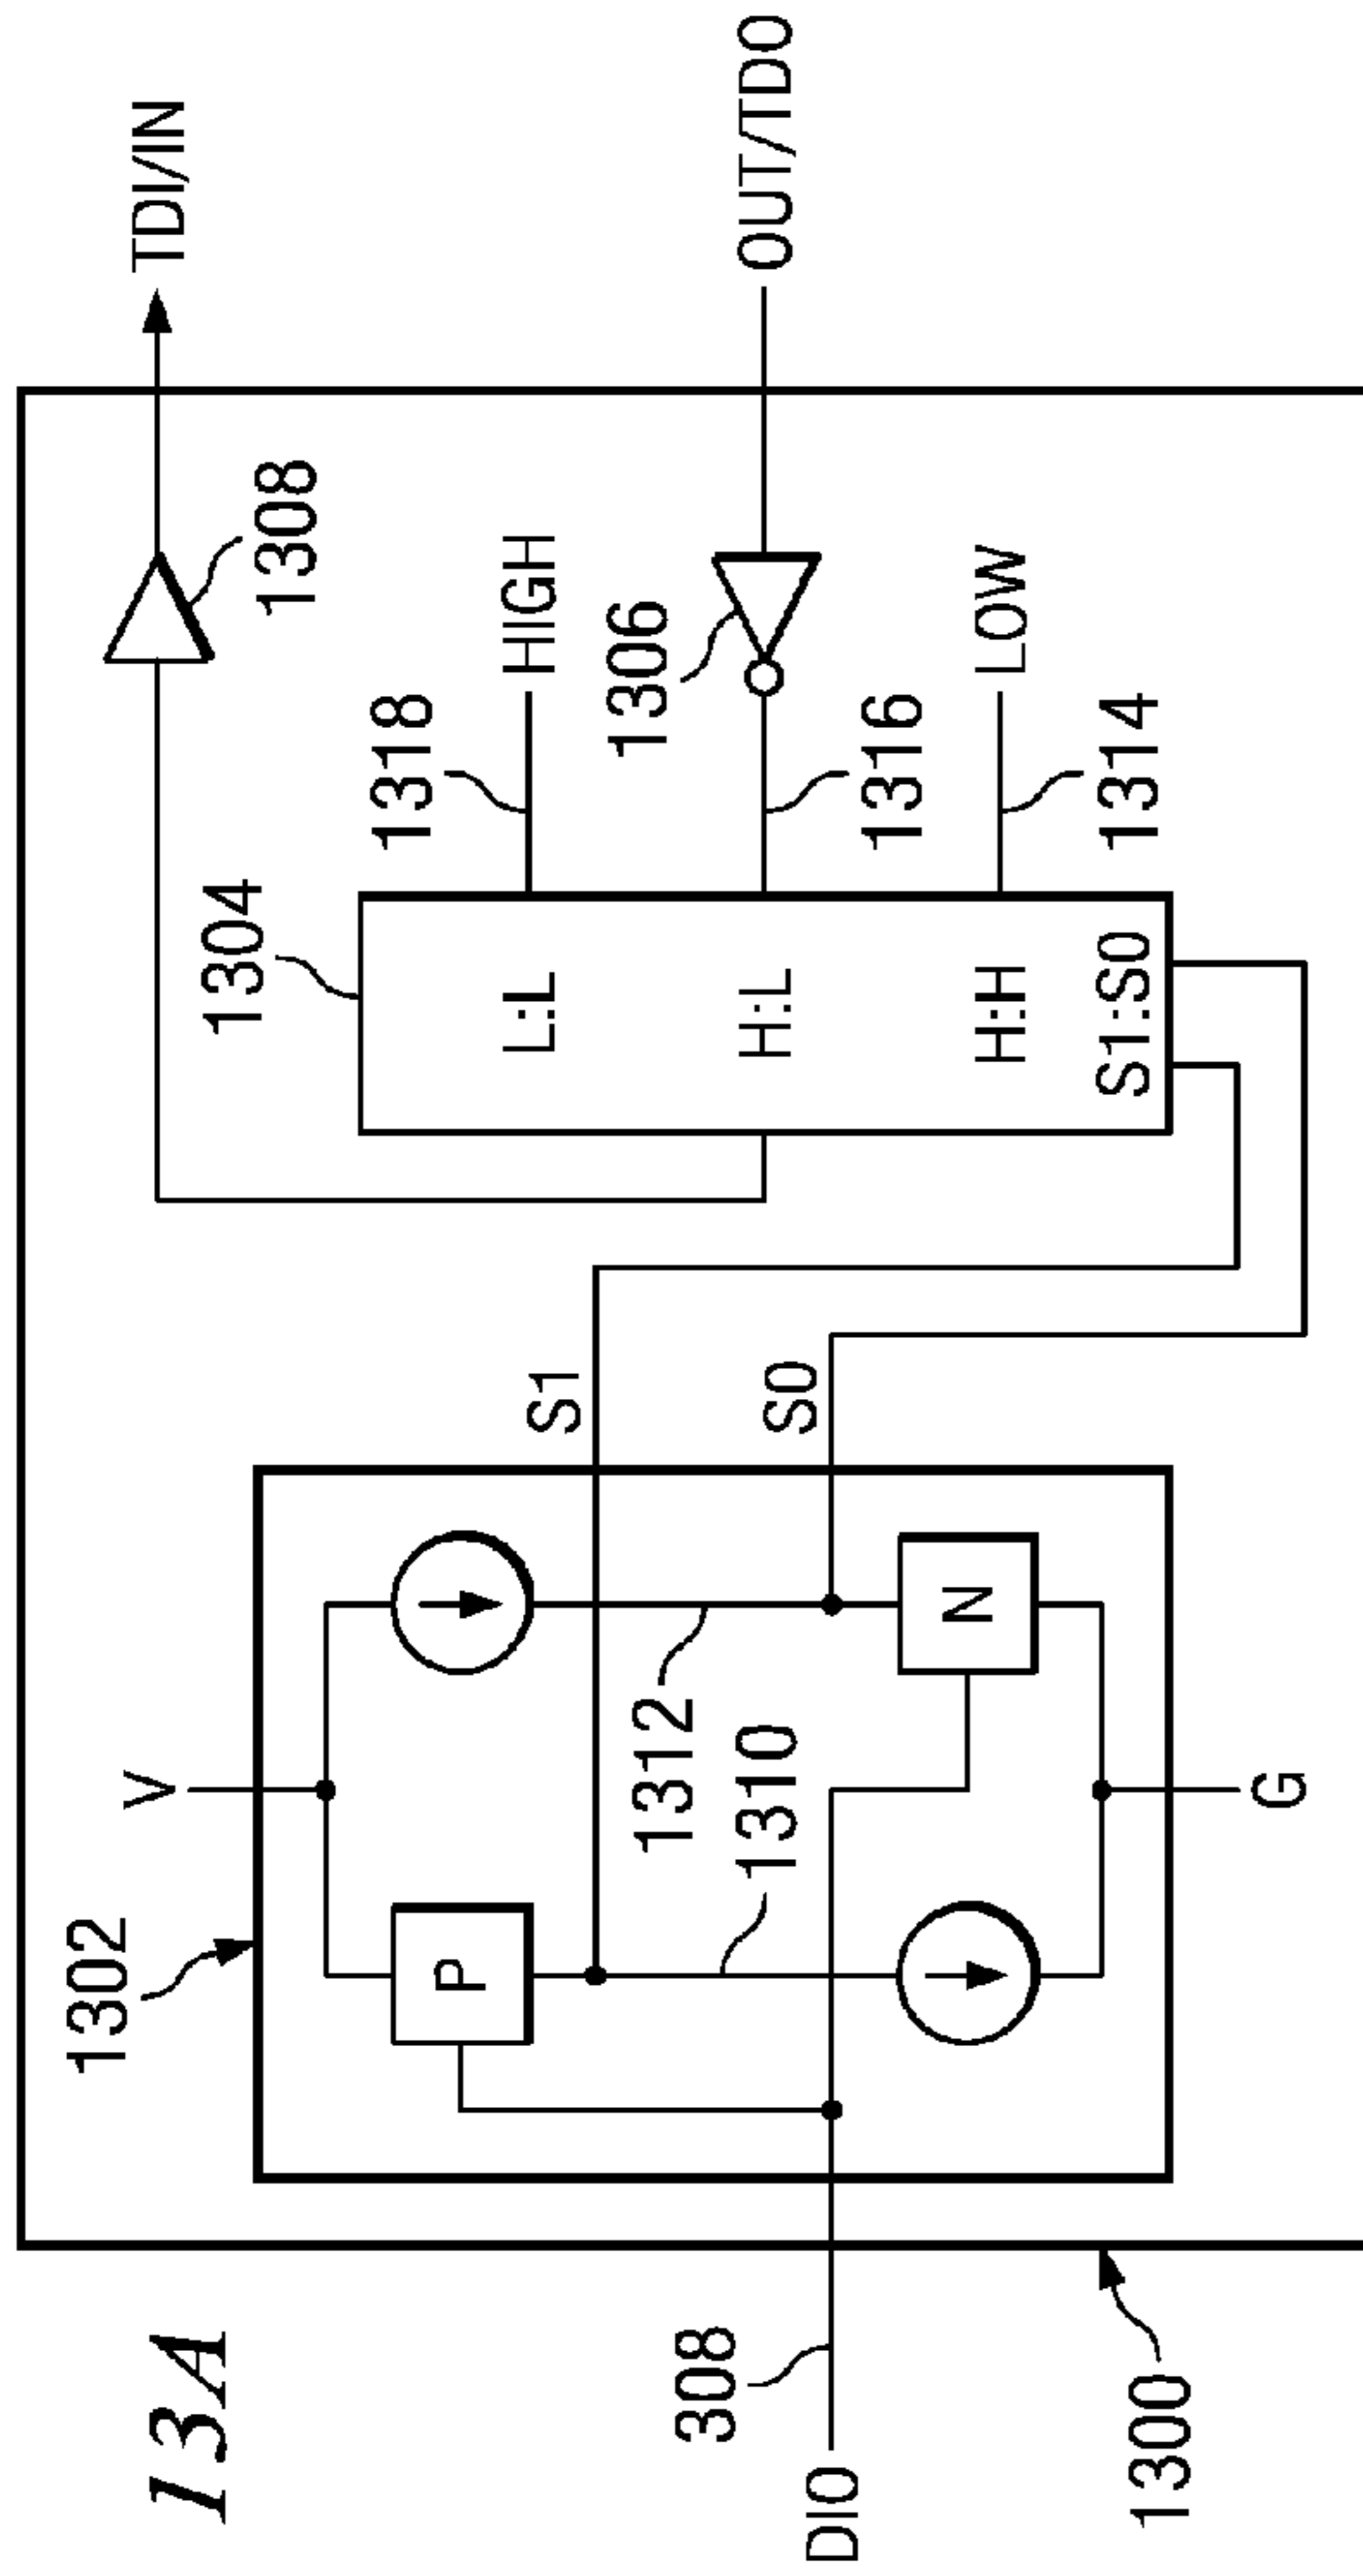 13A
1302
V
TDI/IN
1304
1308
1318
P
L:L
HIGH
S1
1306
1312
308
1310
S0
H:L
OUT/TDO
DIO
1316
N
H:H
LOW
S1:S0
1314
1300
G